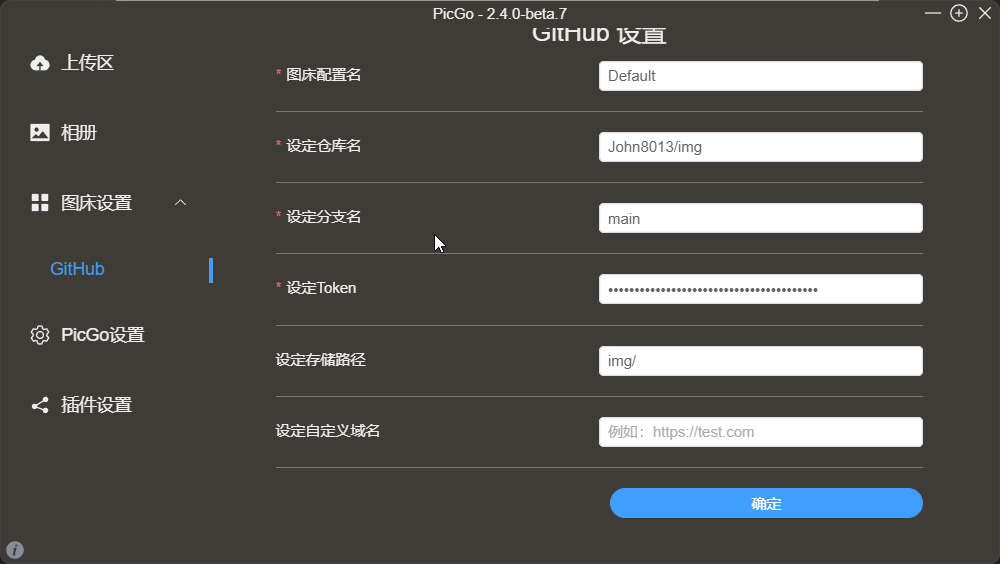 PicGo - 2.4.0-beta.7
GitHub 设置
上传区
相册
图床设置
GitHub
PicGo设置
插件设置
* 图床配置名
Default
* 设定仓库名
John8013/img
* 设定分支名
main
* 设定Token
••••••••••••••••••••••••••••••••••••••••
设定存储路径
img/
设定自定义域名
例如：https://test.com
确定
i